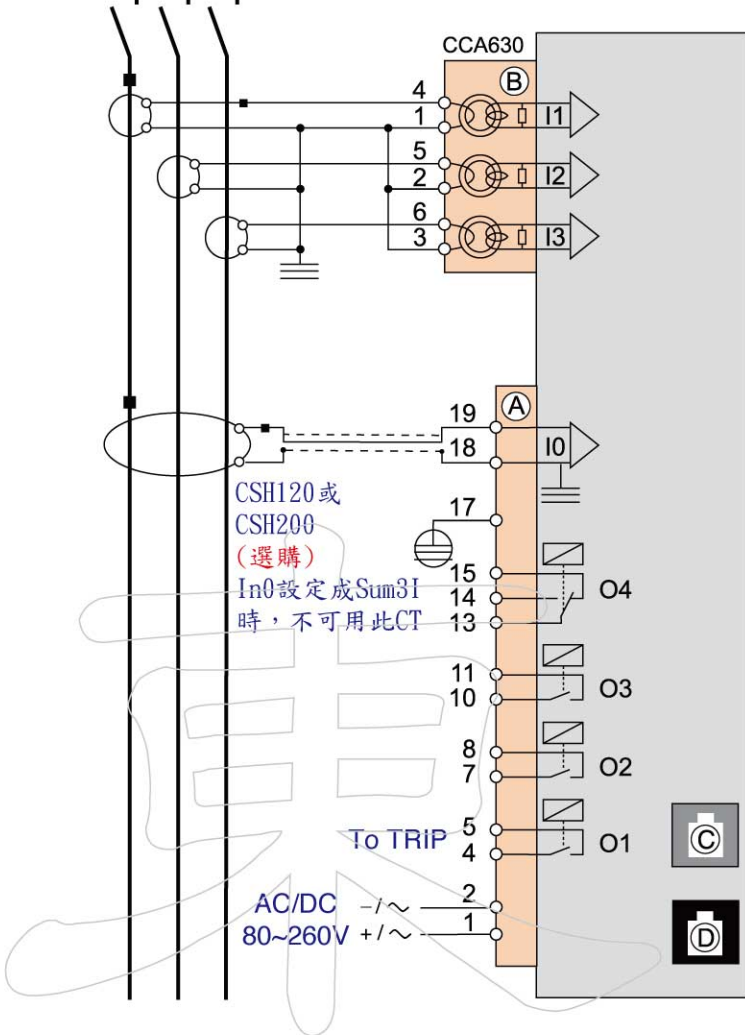 CCA630
B
4
1
I1
5
2
I2
6
3
I3
A
19
18
I0
CSH120或
CSH200
(選購)
In0設定成Sum3I
時，不可用此CT
17
15
14
13
O4
11
10
O3
8
7
O2
To TRIP
5
4
O1
C
AC/DC -/～
2
80~260V +/～
1
D
東